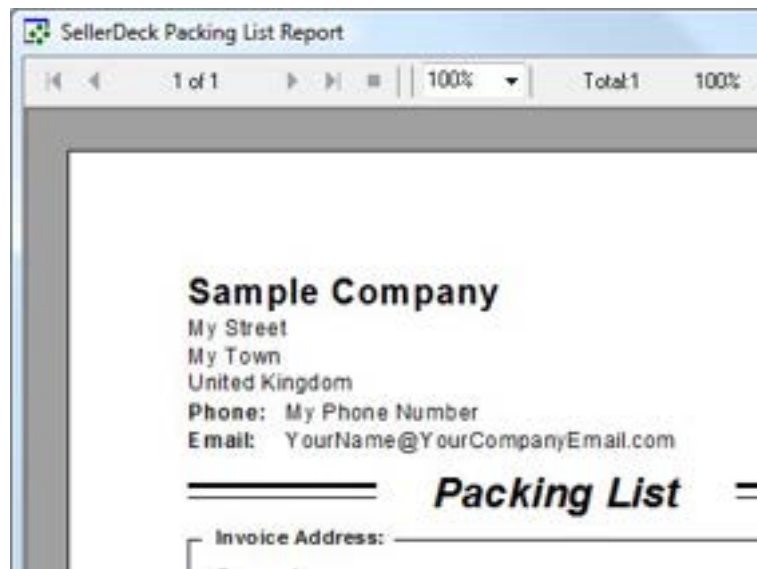 SellerDeck Packing List Report
1 of 1 100% Total:1 100%
Sample Company
My Street
My Town
United Kingdom
Phone: My Phone Number
Email: YourName@YourCompanyEmail.com
Packing List
Invoice Address: